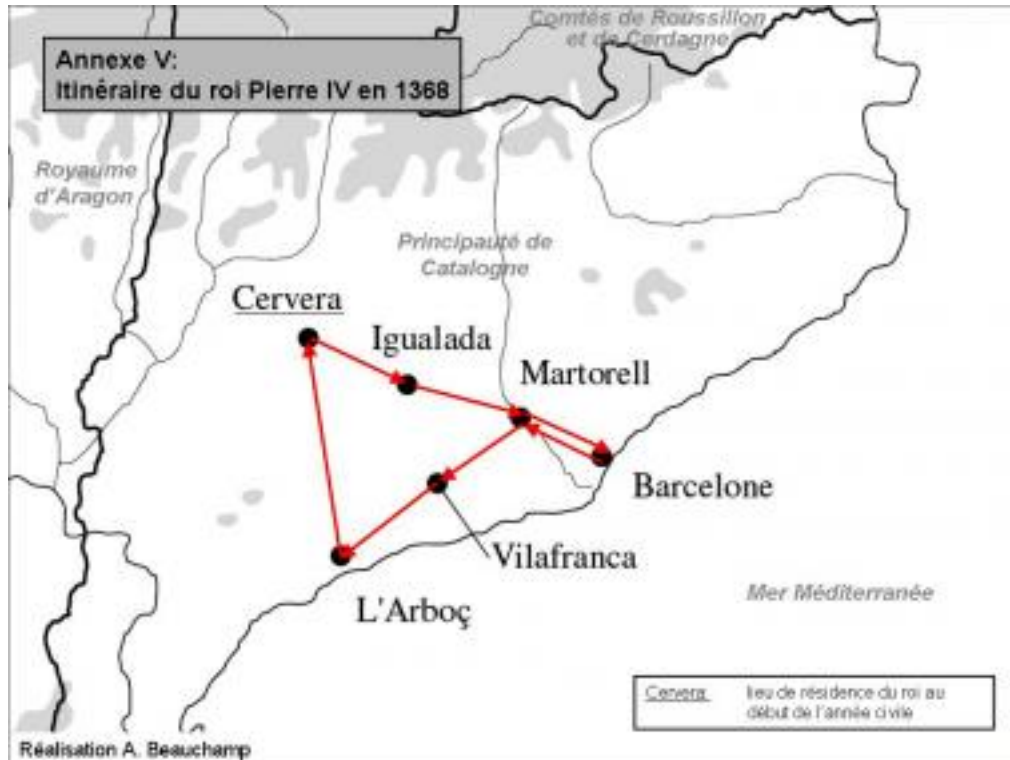 Comtés de Roussillon
et de Cerdagne
Annexe V:
Itinéraire du roi Pierre IV en 1368
Royaume
d'Aragon
Principauté de
Catalogne
Cervera
Igualada
Martorell
Barcelone
Vilafranca
L'Arboç
Mer Méditerranée
Cervera lieu de résidence du roi au
début de l'année civile
Réalisation A. Beauchamp